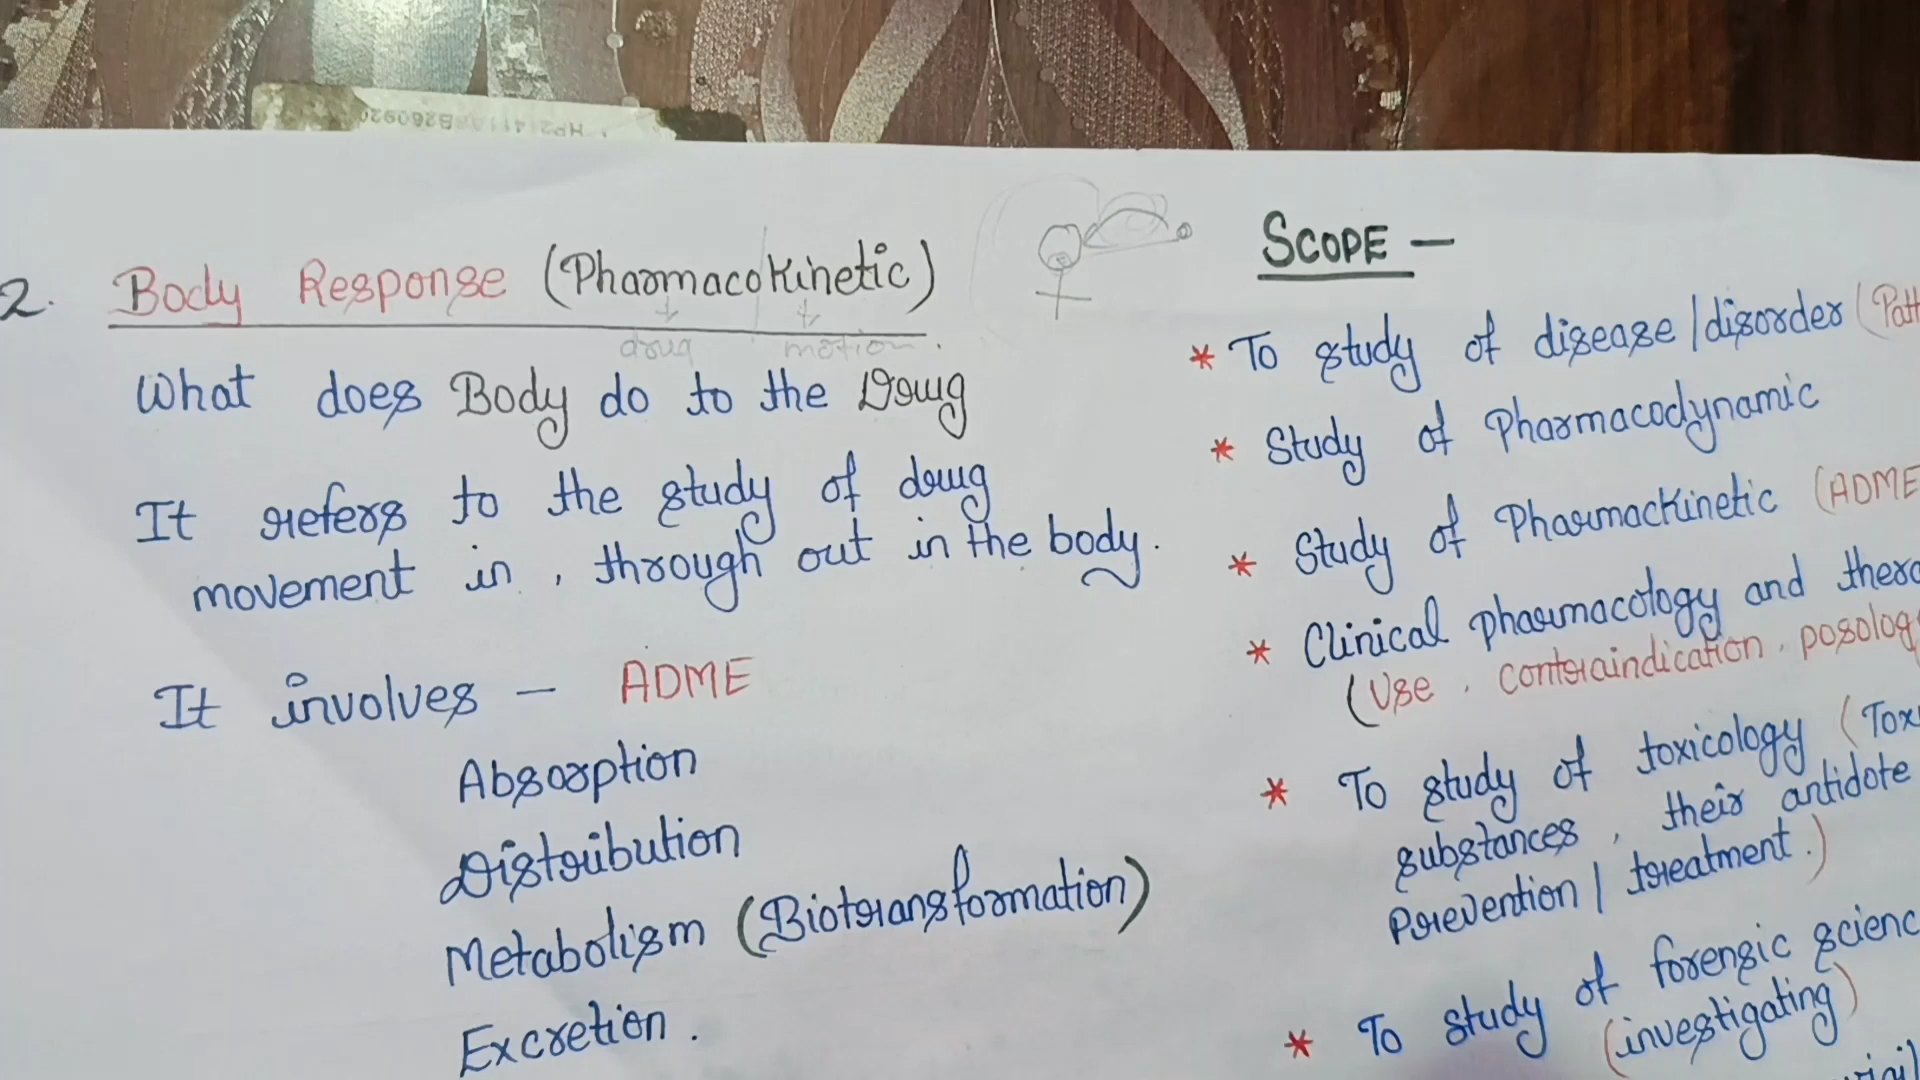 2. Body Response (Pharmacokinetic)
drug motion.
What does Body do to the Drug
It refers to the study of drug
movement in, through out in the body.
It involves - ADME
Absorption
Distribution
Metabolism (Biotransformation)
Excretion.
SCOPE -
* To study of disease/disorder (Path
* Study of Pharmacodynamic
* Study of Pharmackinetic (ADME
* Clinical pharmacology and thera
(Use, contraindication, posolog
* To study of toxicology (Tox
substances, their antidote
Prevention / treatment.)
* To study of forensic scienc
(investigating)